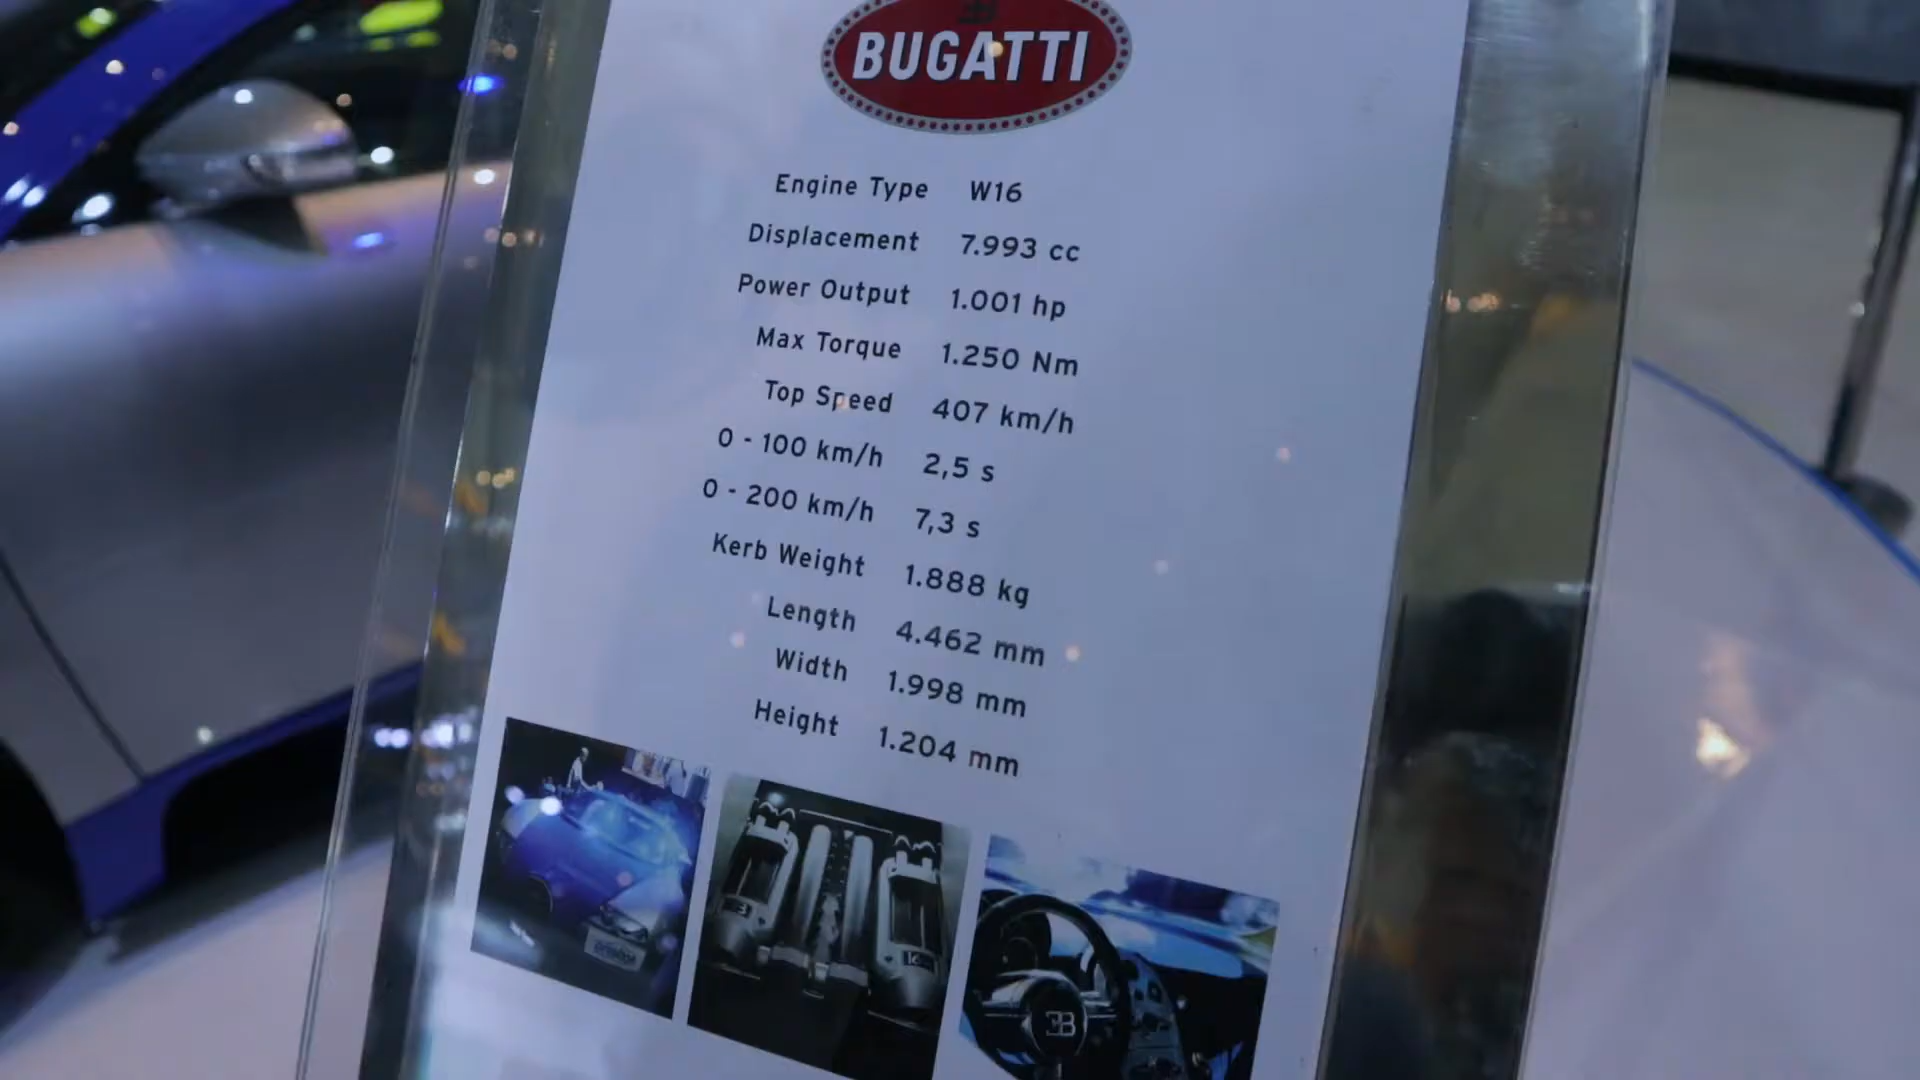 BUGATTI
Engine Type 	W16
Displacement 	7.993 cc
Power Output 	1.001 hp
Max Torque 	1.250 Nm
Top Speed 	407 km/h
0 - 100 km/h 	2,5 s
0 - 200 km/h 	7,3 s
Kerb Weight 	1.888 kg
Length 	4.462 mm
Width 	1.998 mm
Height 	1.204 mm